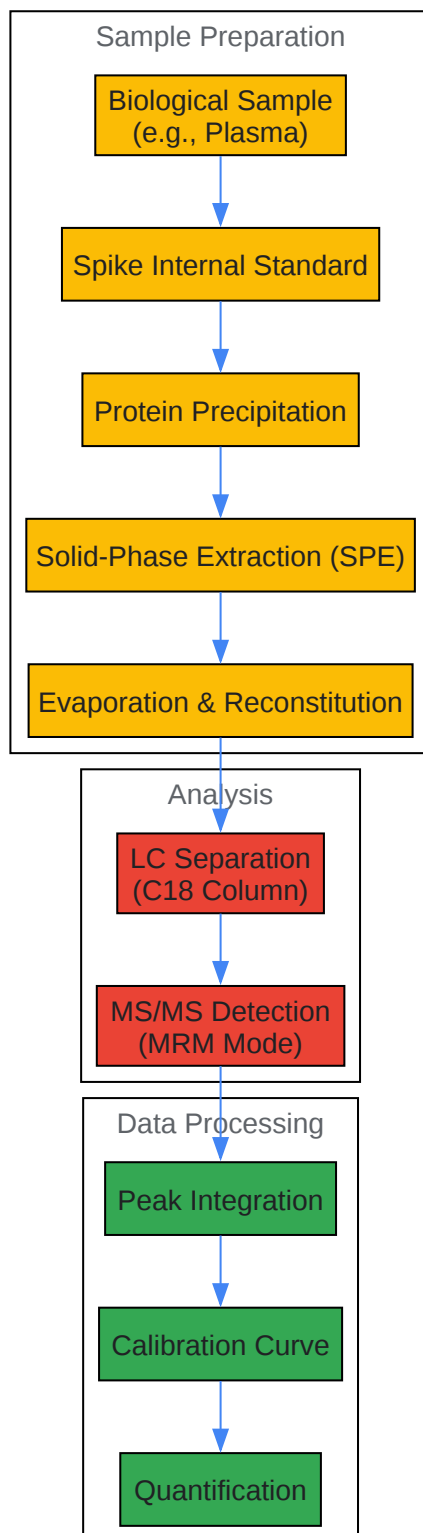 Sample Preparation
Biological Sample
(e.g., Plasma)
Spike Internal Standard
Protein Precipitation
Solid-Phase Extraction (SPE)
Evaporation & Reconstitution
Analysis
LC Separation
(C18 Column)
MS/MS Detection
(MRM Mode)
Data Processing
Peak Integration
Calibration Curve
Quantification